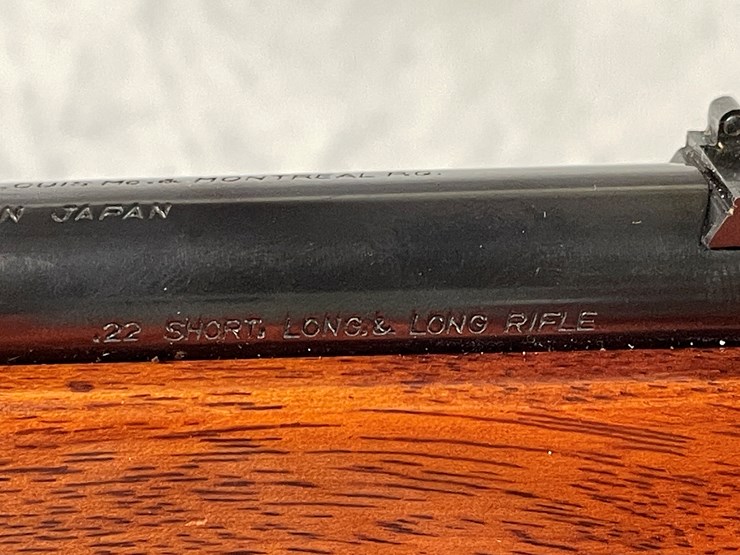 MO. & MONTREAL P.Q.
JAPAN
.22 SHORT, LONG, & LONG RIFLE